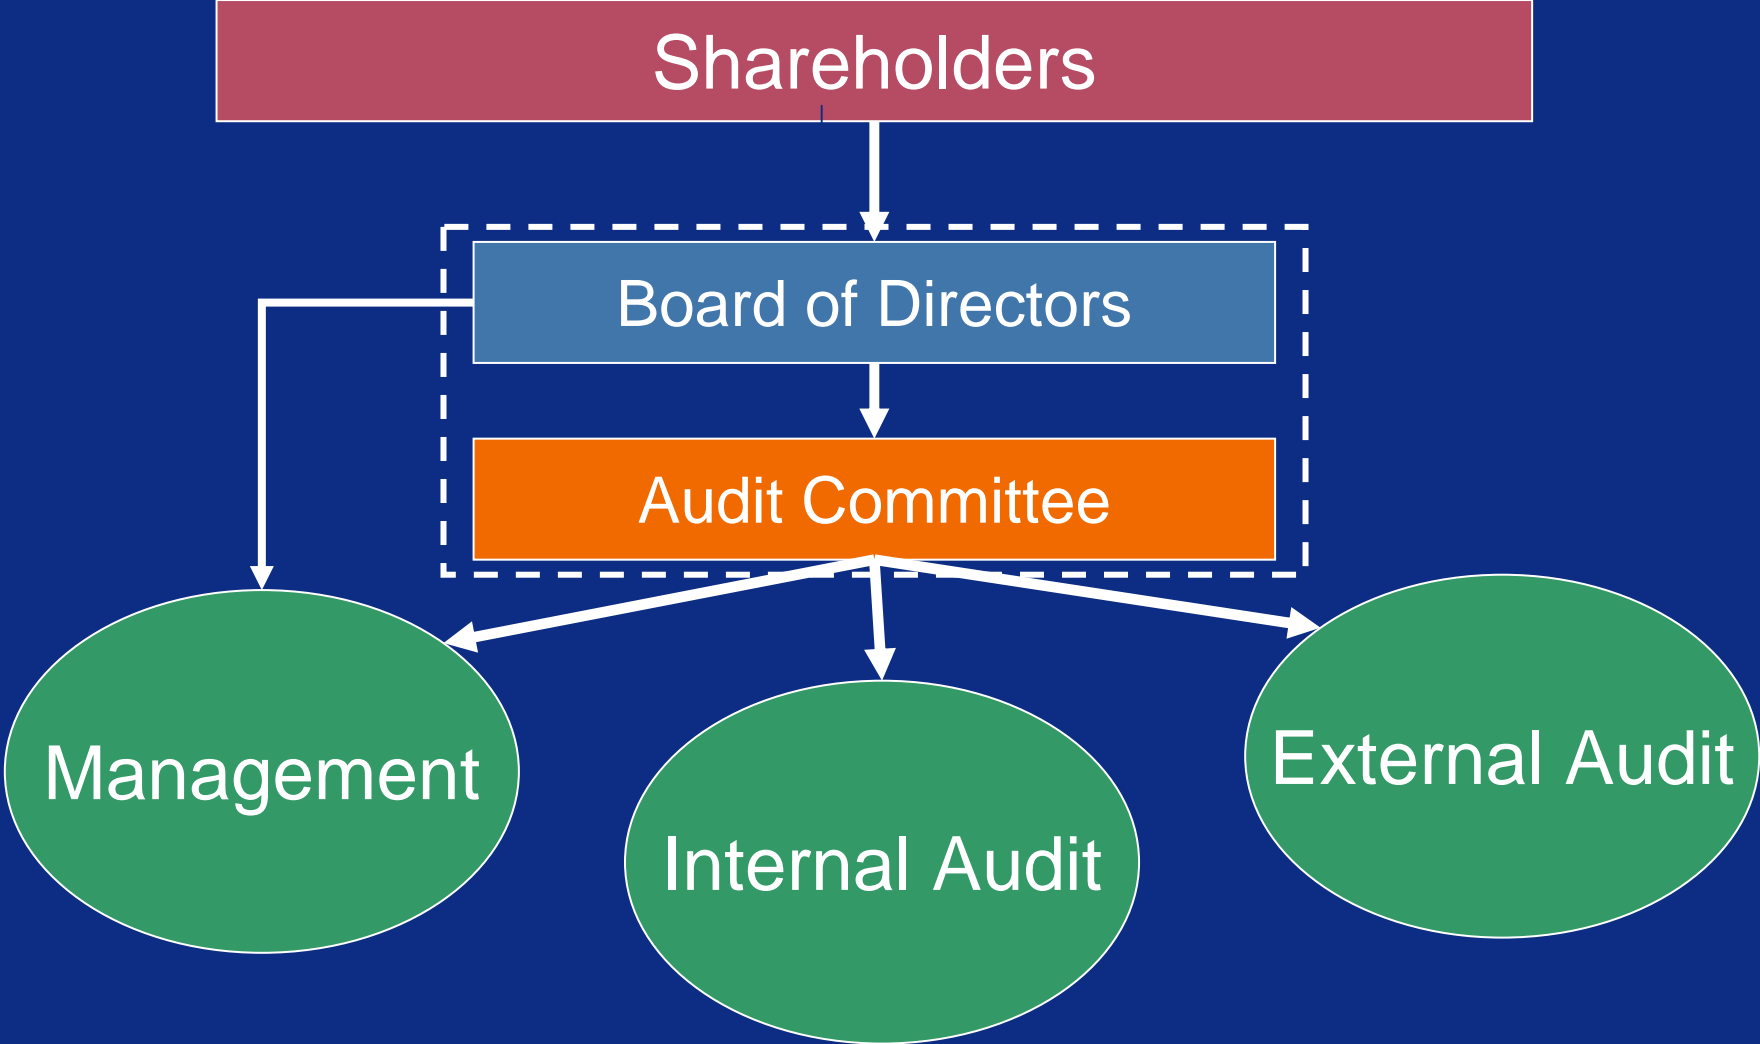 Shareholders
Board of Directors
Audit Committee
Management
Internal Audit
External Audit